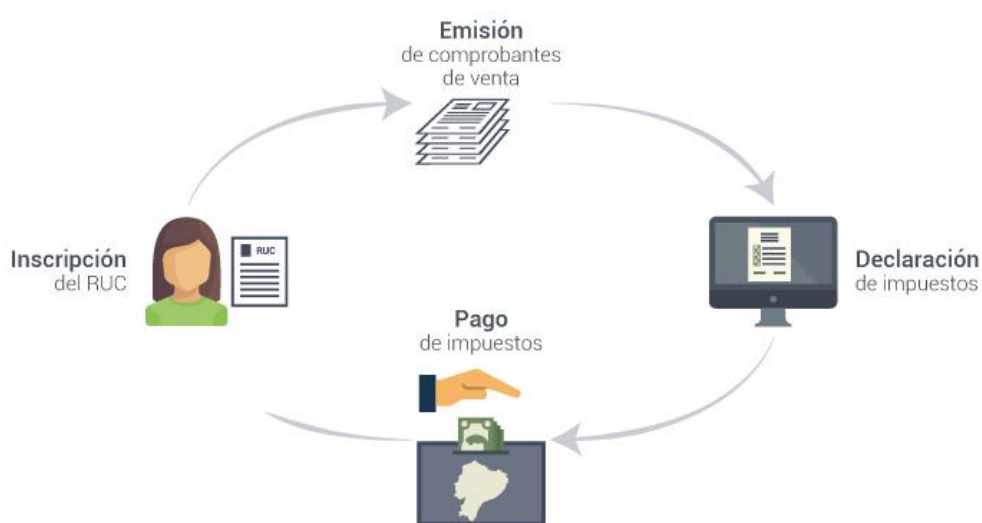 Emisión
de comprobantes
de venta
Inscripción
del RUC
RUC
Declaración
de impuestos
Pago
de impuestos